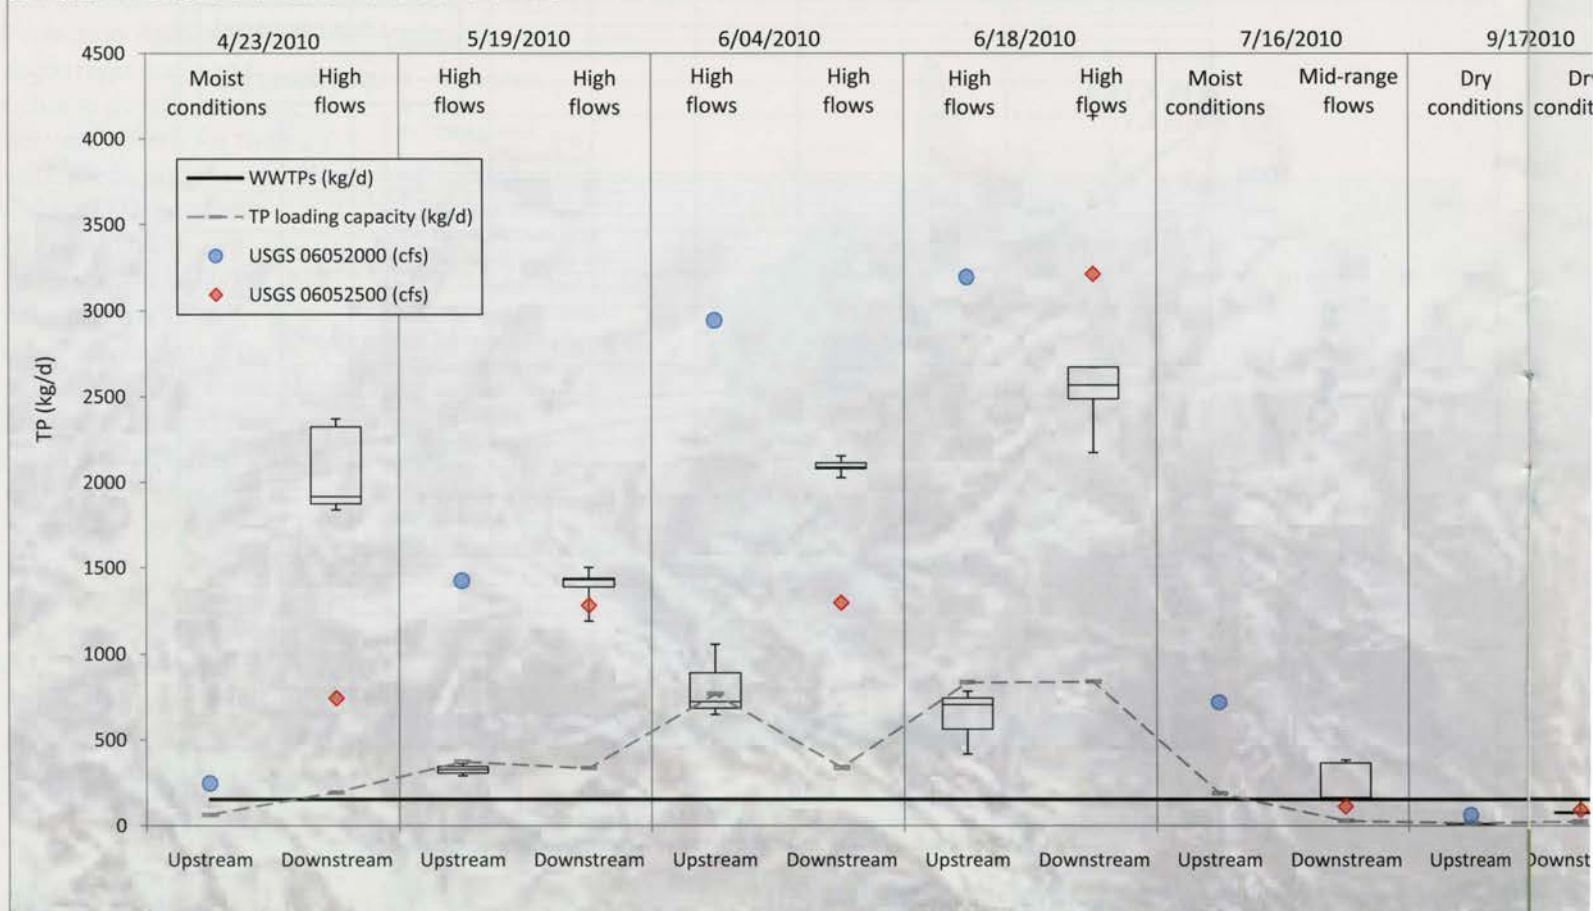 4/23/2010 5/19/2010 6/04/2010 6/18/2010 7/16/2010 9/172010
4500
Moist High High High High High High High Moist Mid-range Dry
conditions flows flows flows flows flows flows flows conditions flows conditions
4000
WWTPs (kg/d)
3500
TP loading capacity (kg/d)
USGS 06052000 (cfs)
USGS 06052500 (cfs)
3000
TP (kg/d)
2500
2000
1500
1000
500
0
Upstream Downstream Upstream Downstream Upstream Downstream Upstream Downstream Upstream Downstream Upstream Downst